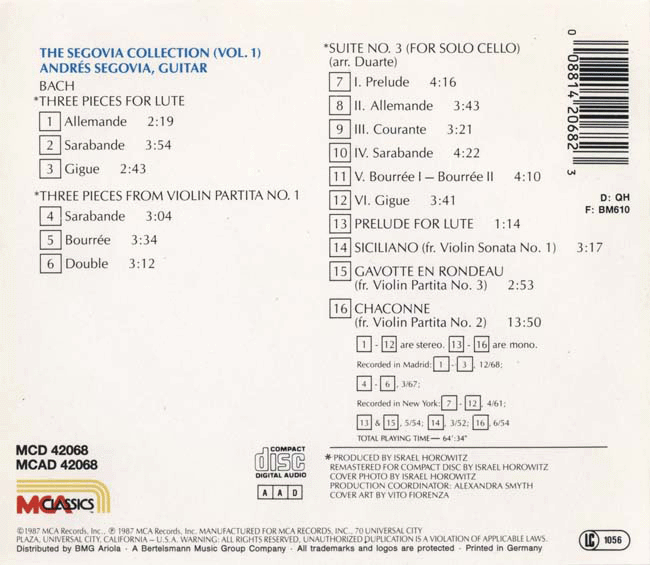 THE SEGOVIA COLLECTION (VOL. 1)
ANDRÉS SEGOVIA, GUITAR
BACH
*THREE PIECES FOR LUTE
1 Allemande 2:19
2 Sarabande 3:54
3 Gigue 2:43
*THREE PIECES FROM VIOLIN PARTITA NO. 1
4 Sarabande 3:04
5 Bourrée 3:34
6 Double 3:12
*SUITE NO. 3 (FOR SOLO CELLO)
(arr. Duarte)
7 I. Prelude 4:16
8 II. Allemande 3:43
9 III. Courante 3:21
10 IV. Sarabande 4:22
11 V. Bourrée I – Bourrée II 4:10
12 VI. Gigue 3:41
13 PRELUDE FOR LUTE 1:14
14 SICILIANO (fr. Violin Sonata No. 1) 3:17
15 GAVOTTE EN RONDEAU
(fr. Violin Partita No. 3) 2:53
16 CHACONNE
(fr. Violin Partita No. 2) 13:50
1 - 12 are stereo. 13 - 16 are mono.
Recorded in Madrid: 1 - 3, 12/68;
4 - 6, 3/67;
Recorded in New York: 7 - 12, 4/61;
13 & 15, 5/54; 14, 3/52; 16, 6/54
TOTAL PLAYING TIME— 64':34"
* PRODUCED BY ISRAEL HOROWITZ
REMASTERED FOR COMPACT DISC BY ISRAEL HOROWITZ
COVER PHOTO BY ISRAEL HOROWITZ
PRODUCTION COORDINATOR: ALEXANDRA SMYTH
COVER ART BY VITO FIORENZA
0 08814 20682 3
D: QH
F: BM610
MCD 42068
MCAD 42068
MCA CLASSICS
COMPACT
disc
DIGITAL AUDIO
A A D
©1987 MCA Records, Inc., ℗ 1987 MCA Records, Inc. MANUFACTURED FOR MCA RECORDS, INC., 70 UNIVERSAL CITY
PLAZA, UNIVERSAL CITY, CALIFORNIA – U.S.A. WARNING: ALL RIGHTS RESERVED. UNAUTHORIZED DUPLICATION IS A VIOLATION OF APPLICABLE LAWS.
Distributed by BMG Ariola · A Bertelsmann Music Group Company · All trademarks and logos are protected · Printed in Germany
LC 1056